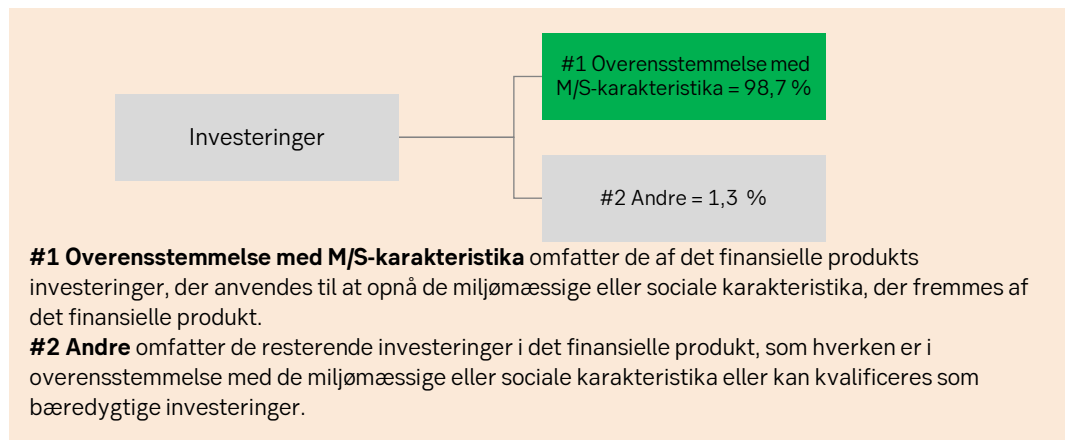 #1 Overensstemmelse med
M/S-karakteristika = 98,7 %
Investeringer
#2 Andre = 1,3 %
#1 Overensstemmelse med M/S-karakteristika omfatter de af det finansielle produkts
investeringer, der anvendes til at opnå de miljømæssige eller sociale karakteristika, der fremmes af
det finansielle produkt.
#2 Andre omfatter de resterende investeringer i det finansielle produkt, som hverken er i
overensstemmelse med de miljømæssige eller sociale karakteristika eller kan kvalificeres som
bæredygtige investeringer.